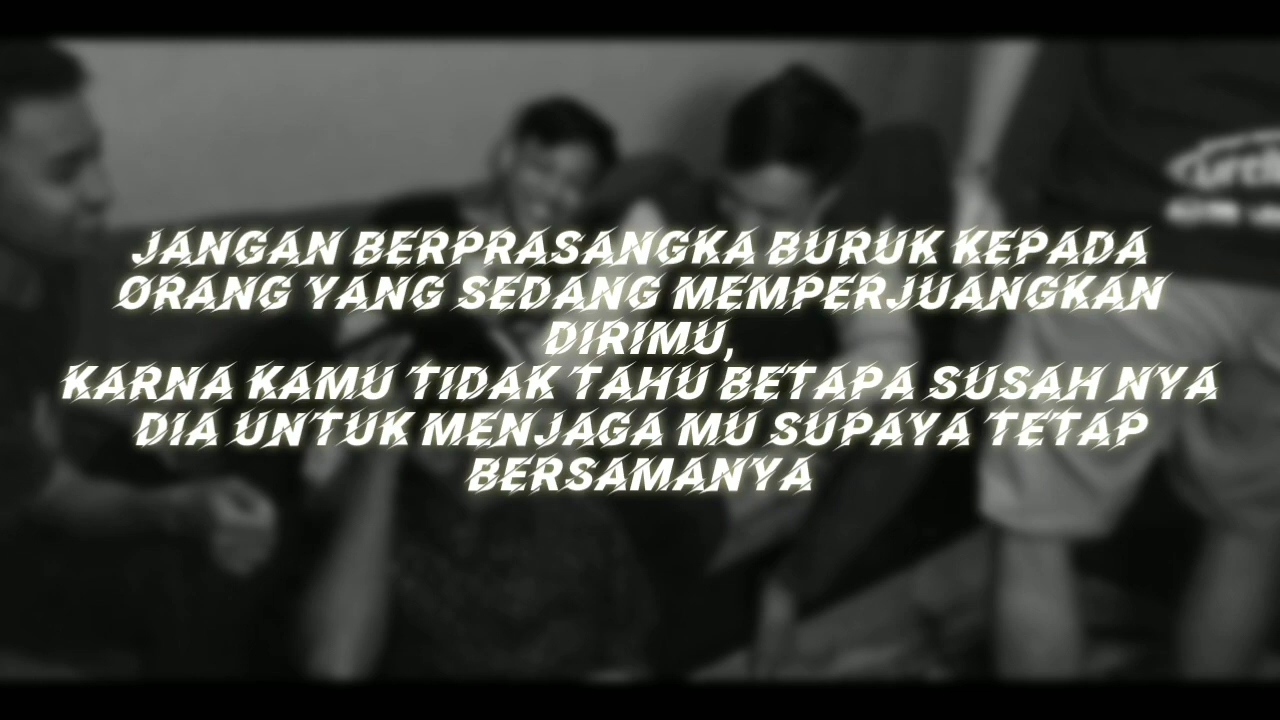 JANGAN BERPRASANGKA BURUK KEPADA
ORANG YANG SEDANG MEMPERJUANGKAN
DIRIMU,
KARNA KAMU TIDAK TAHU BETAPA SUSAH NYA
DIA UNTUK MENJAGA MU SUPAYA TETAP
BERSAMANYA